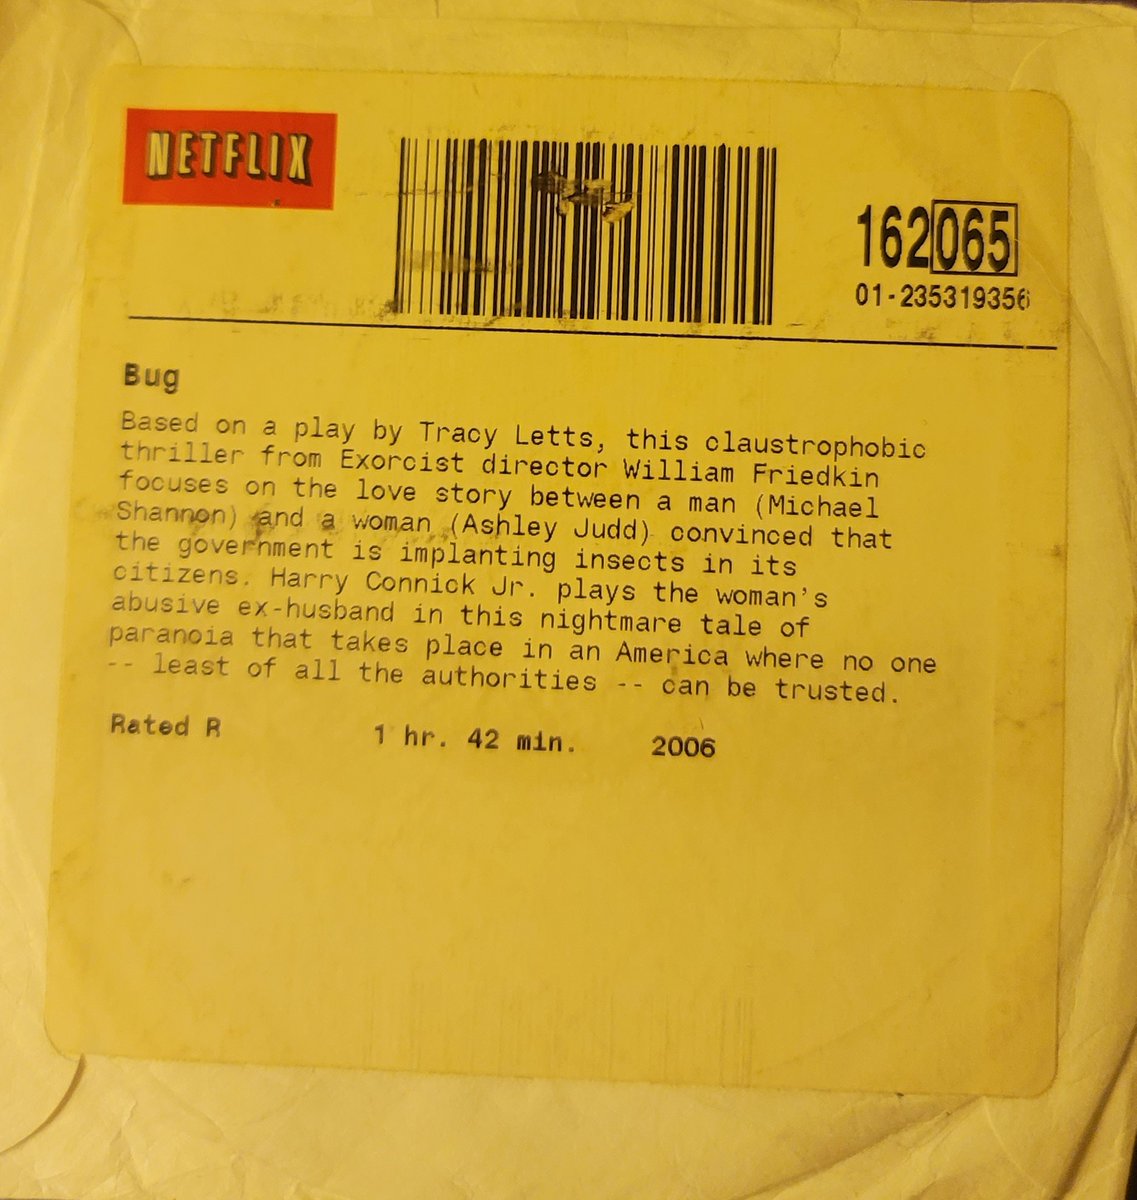 NETFLIX
162065
01-235319356
Bug
Based on a play by Tracy Letts, this claustrophobic
thriller from Exorcist director William Friedkin
focuses on the love story between a man (Michael
Shannon) and a woman (Ashley Judd) convinced that
the government is implanting insects in its
citizens. Harry Connick Jr. plays the woman's
abusive ex-husband in this nightmare tale of
paranoia that takes place in an America where no one
-- least of all the authorities -- can be trusted.
Rated R 1 hr. 42 min. 2006